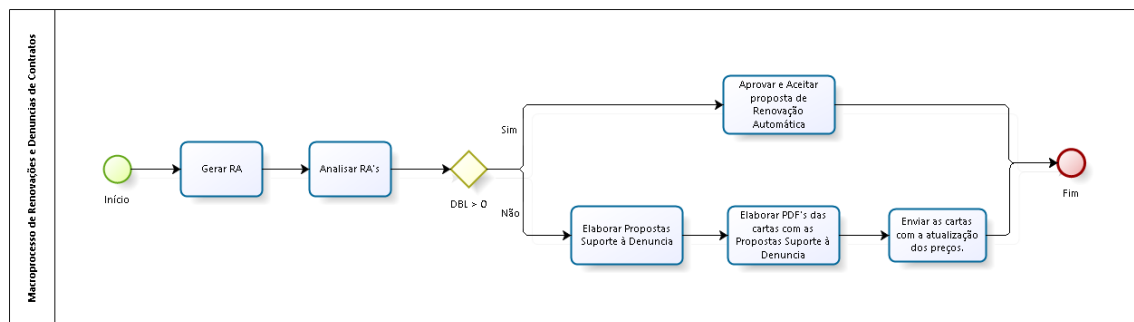 Macroprocesso de Renovações e Denuncias de Contratos
Início
Gerar RA
Analisar RA's
DBL > 0
Sim
Aprovar e Aceitar
proposta de
Renovação
Automática
Não
Elaborar Propostas
Suporte à Denuncia
Elaborar PDF's das
cartas com as
Propostas Suporte à
Denuncia
Enviar as cartas
com a atualização
dos preços.
Fim